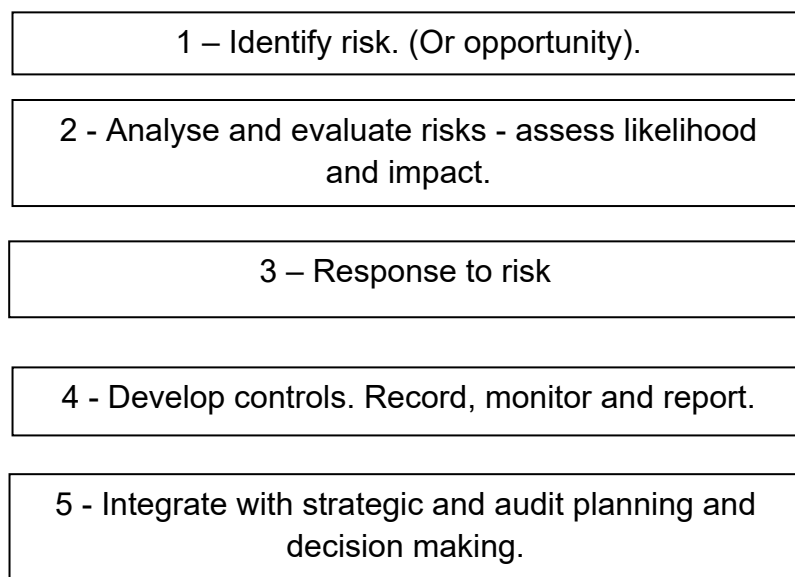 1 – Identify risk. (Or opportunity).
2 - Analyse and evaluate risks - assess likelihood
and impact.
3 – Response to risk
4 - Develop controls. Record, monitor and report.
5 - Integrate with strategic and audit planning and
decision making.